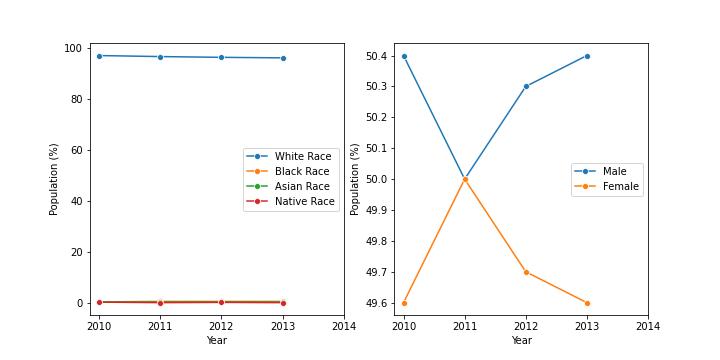 100
80
60
40
20
0
Population (%)
2010 2011 2012 2013 2014
Year
White Race
Black Race
Asian Race
Native Race
50.4
50.3
50.2
50.1
50.0
49.9
49.8
49.7
49.6
Population (%)
2010 2011 2012 2013 2014
Year
Male
Female